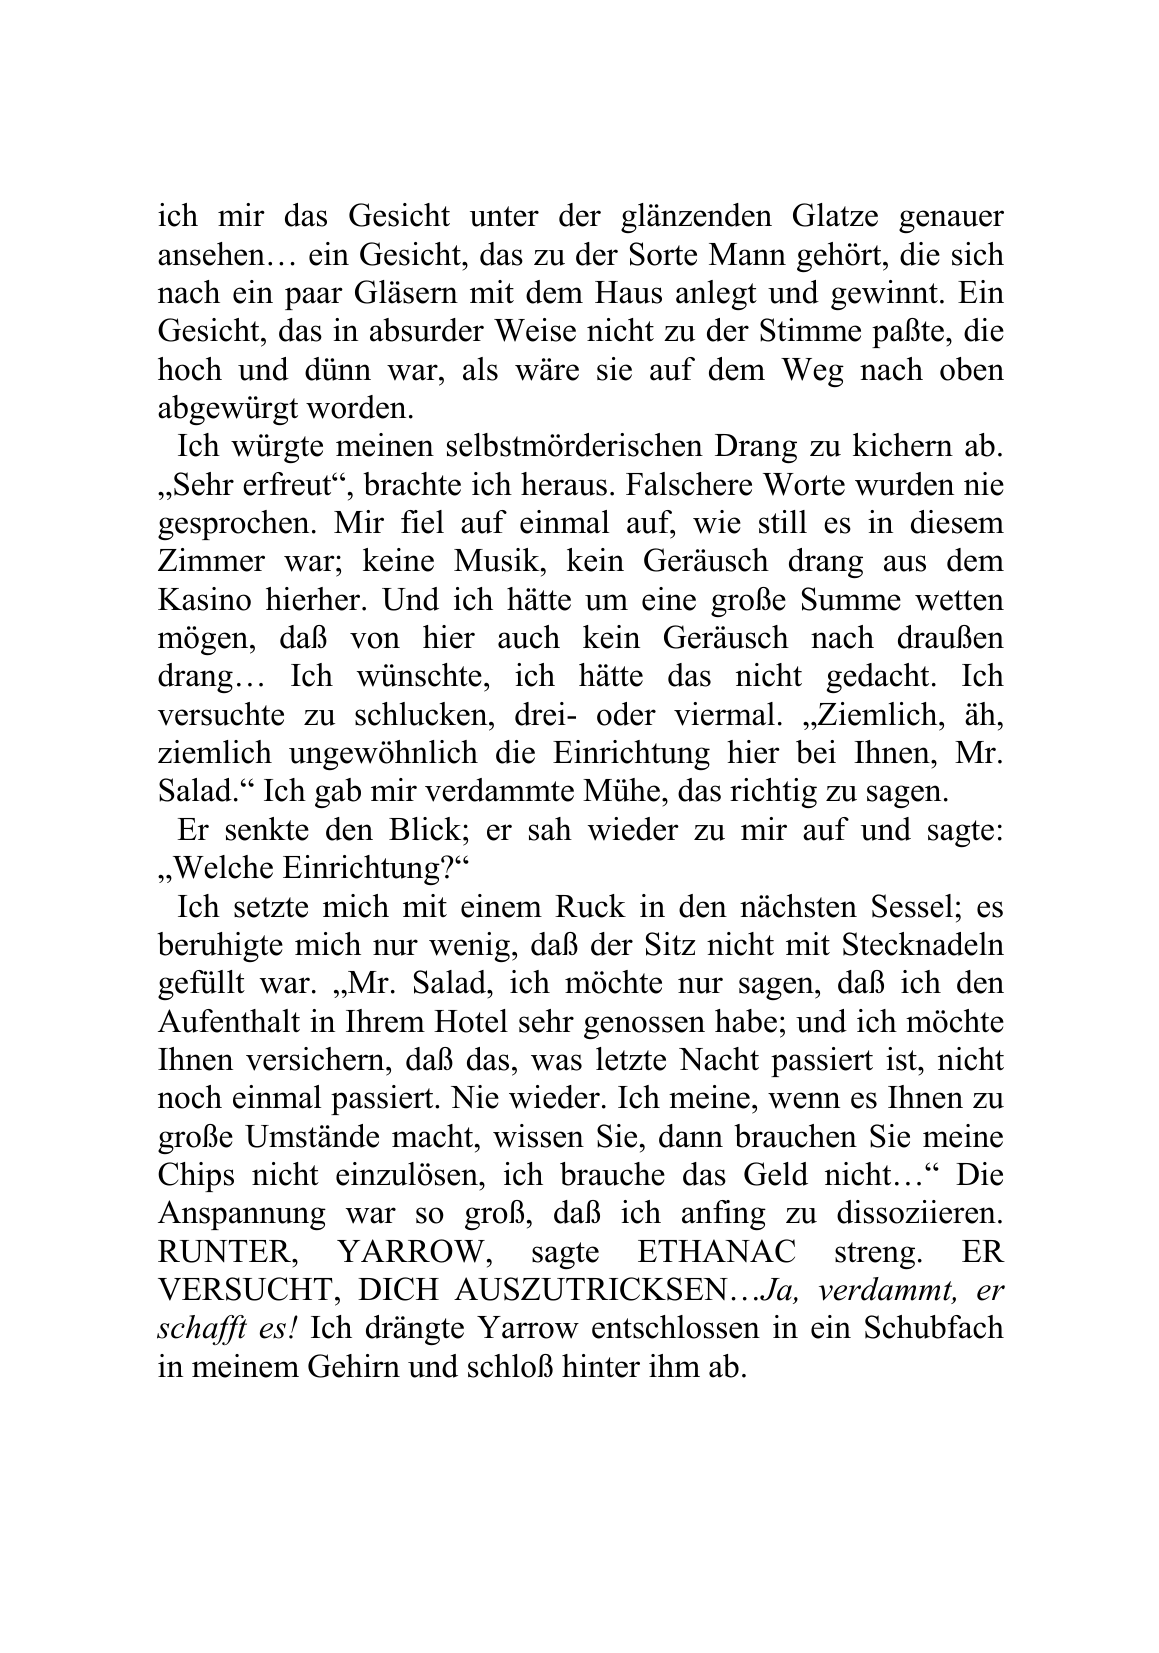 ich mir das Gesicht unter der glänzenden Glatze genauer
ansehen… ein Gesicht, das zu der Sorte Mann gehört, die sich
nach ein paar Gläsern mit dem Haus anlegt und gewinnt. Ein
Gesicht, das in absurder Weise nicht zu der Stimme paßte, die
hoch und dünn war, als wäre sie auf dem Weg nach oben
abgewürgt worden.
Ich würgte meinen selbstmörderischen Drang zu kichern ab.
„Sehr erfreut“, brachte ich heraus. Falschere Worte wurden nie
gesprochen. Mir fiel auf einmal auf, wie still es in diesem
Zimmer war; keine Musik, kein Geräusch drang aus dem
Kasino hierher. Und ich hätte um eine große Summe wetten
mögen, daß von hier auch kein Geräusch nach draußen
drang… Ich wünschte, ich hätte das nicht gedacht. Ich
versuchte zu schlucken, drei- oder viermal. „Ziemlich, äh,
ziemlich ungewöhnlich die Einrichtung hier bei Ihnen, Mr.
Salad.“ Ich gab mir verdammte Mühe, das richtig zu sagen.
Er senkte den Blick; er sah wieder zu mir auf und sagte:
„Welche Einrichtung?“
Ich setzte mich mit einem Ruck in den nächsten Sessel; es
beruhigte mich nur wenig, daß der Sitz nicht mit Stecknadeln
gefüllt war. „Mr. Salad, ich möchte nur sagen, daß ich den
Aufenthalt in Ihrem Hotel sehr genossen habe; und ich möchte
Ihnen versichern, daß das, was letzte Nacht passiert ist, nicht
noch einmal passiert. Nie wieder. Ich meine, wenn es Ihnen zu
große Umstände macht, wissen Sie, dann brauchen Sie meine
Chips nicht einzulösen, ich brauche das Geld nicht…“ Die
Anspannung war so groß, daß ich anfing zu dissoziieren.
RUNTER, YARROW, sagte ETHANAC streng. ER
VERSUCHT, DICH AUSZUTRICKSEN…Ja, verdammt, er
schafft es! Ich drängte Yarrow entschlossen in ein Schubfach
in meinem Gehirn und schloß hinter ihm ab.